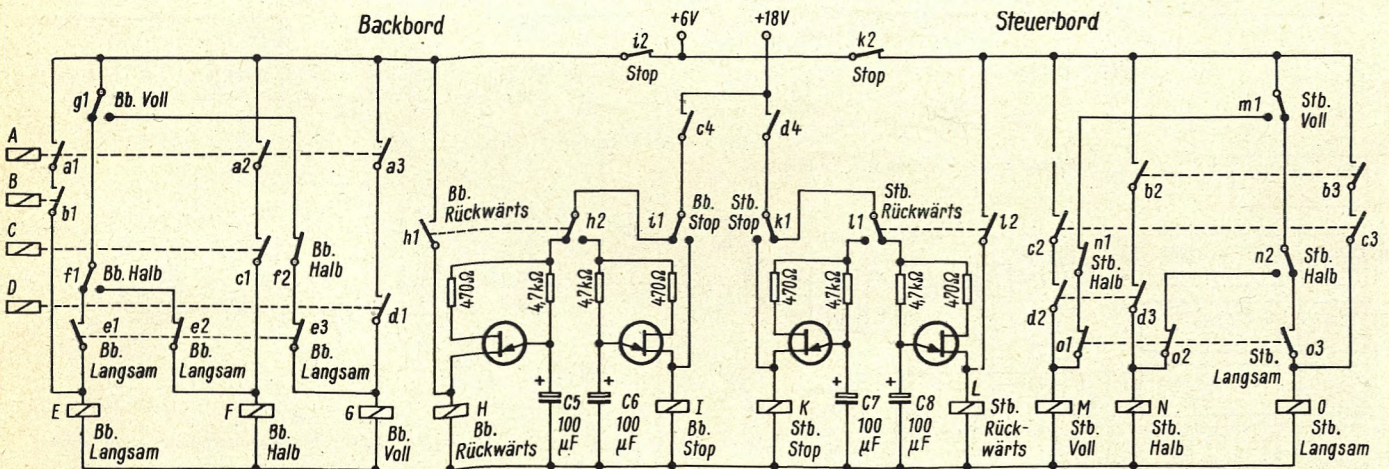 Backbord
+6V
+18V
Steuerbord
i2
Stop
k2
Stop
g1
Bb. Voll
m1
Stb.
Voll
c4
d4
A
a1
a2
a3
B
b1
b2
b3
Bb.
Rückwärts
h1
h2
i1
Bb.
Stop
Stb.
Stop
k1
Stb.
Rückwärts
l1
l2
C
c1
c2
c3
f1
Bb. Halb
f2
Bb.
Halb
n1
Stb.
Halb
n2
Stb.
Halb
D
d1
d2
d3
470Ω
4,7kΩ
4,7kΩ
470Ω
470Ω
4,7kΩ
4,7kΩ
470Ω
e1
Bb.
Langsam
e2
Bb.
Langsam
e3
Bb.
Langsam
o1
o2
o3
Stb.
Langsam
E
Bb.
Langsam
F
Bb.
Halb
G
Bb.
Voll
H
Bb.
Rückwärts
+
C5
100
µF
+
C6
100
µF
I
Bb.
Stop
K
Stb.
Stop
+
C7
100
µF
+
C8
100
µF
L
Stb.
Rück-
wärts
M
Stb.
Voll
N
Stb.
Halb
O
Stb.
Langsam